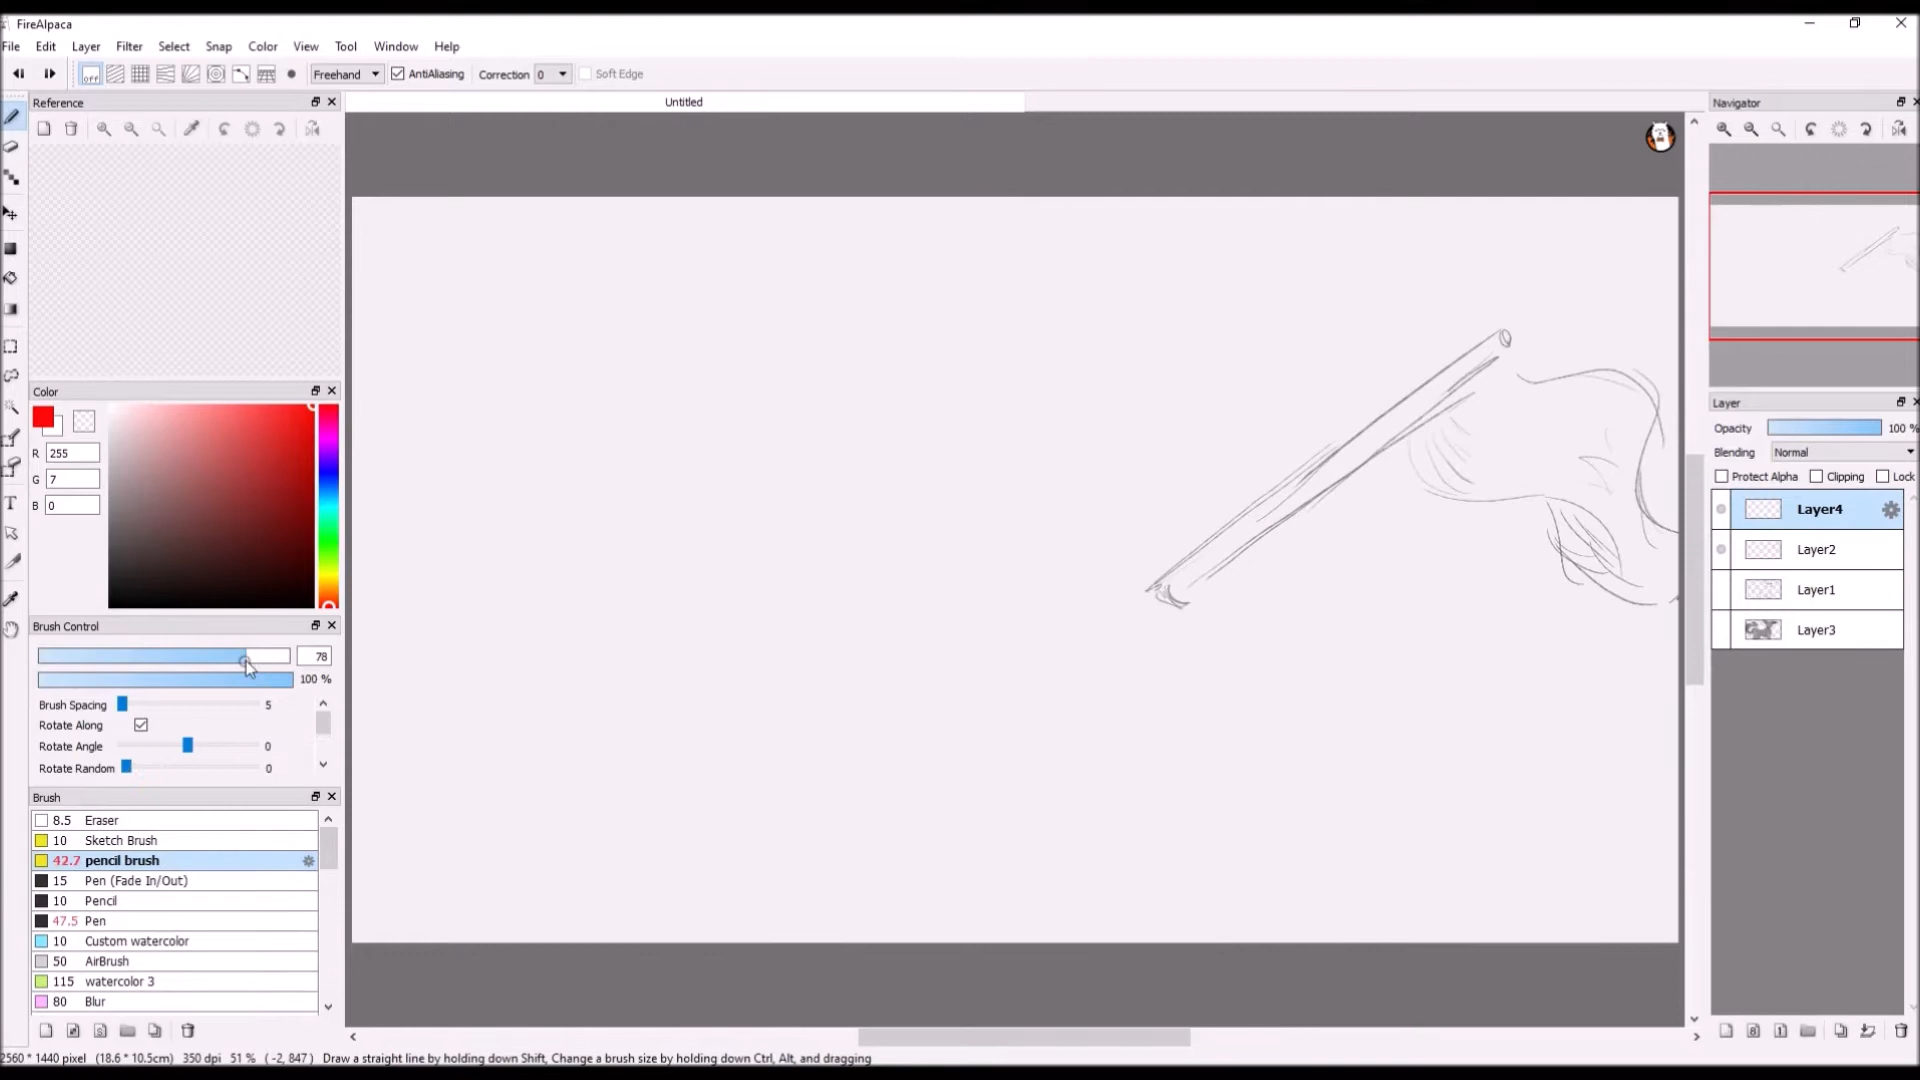 FireAlpaca
File Edit Layer Filter Select Snap Color View Tool Window Help
off Freehand AntiAliasing Correction 0 Soft Edge
Reference
Untitled
Navigator
Color
R 255
G 7
B 0
Brush Control
78
100 %
Brush Spacing 5
Rotate Along
Rotate Angle 0
Rotate Random 0
Brush
8.5 Eraser
10 Sketch Brush
42.7 pencil brush
15 Pen (Fade In/Out)
10 Pencil
47.5 Pen
10 Custom watercolor
50 AirBrush
115 watercolor 3
80 Blur
Layer
Opacity 100 %
Blending Normal
Protect Alpha Clipping Lock
Layer4
Layer2
Layer1
Layer3
2560 * 1440 pixel (18.6 * 10.5cm) 350 dpi 51 % ( -2, 847 ) Draw a straight line by holding down Shift, Change a brush size by holding down Ctrl, Alt, and dragging